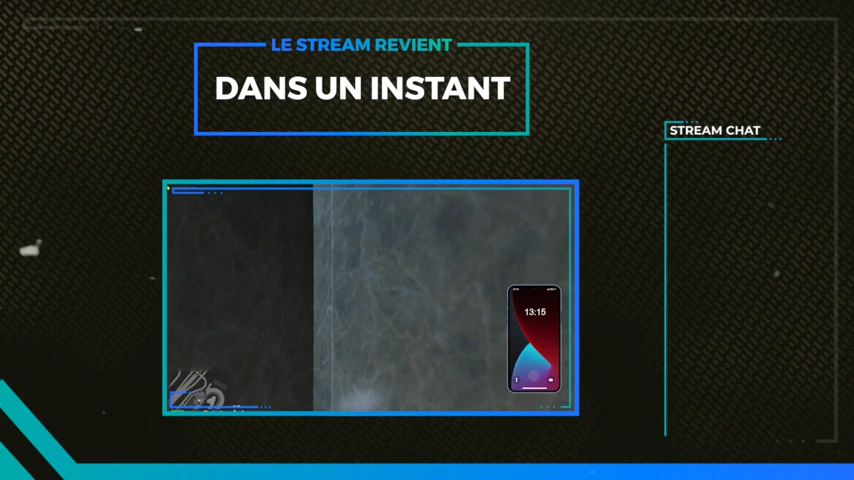 LE STREAM REVIENT
DANS UN INSTANT
STREAM CHAT
13:15